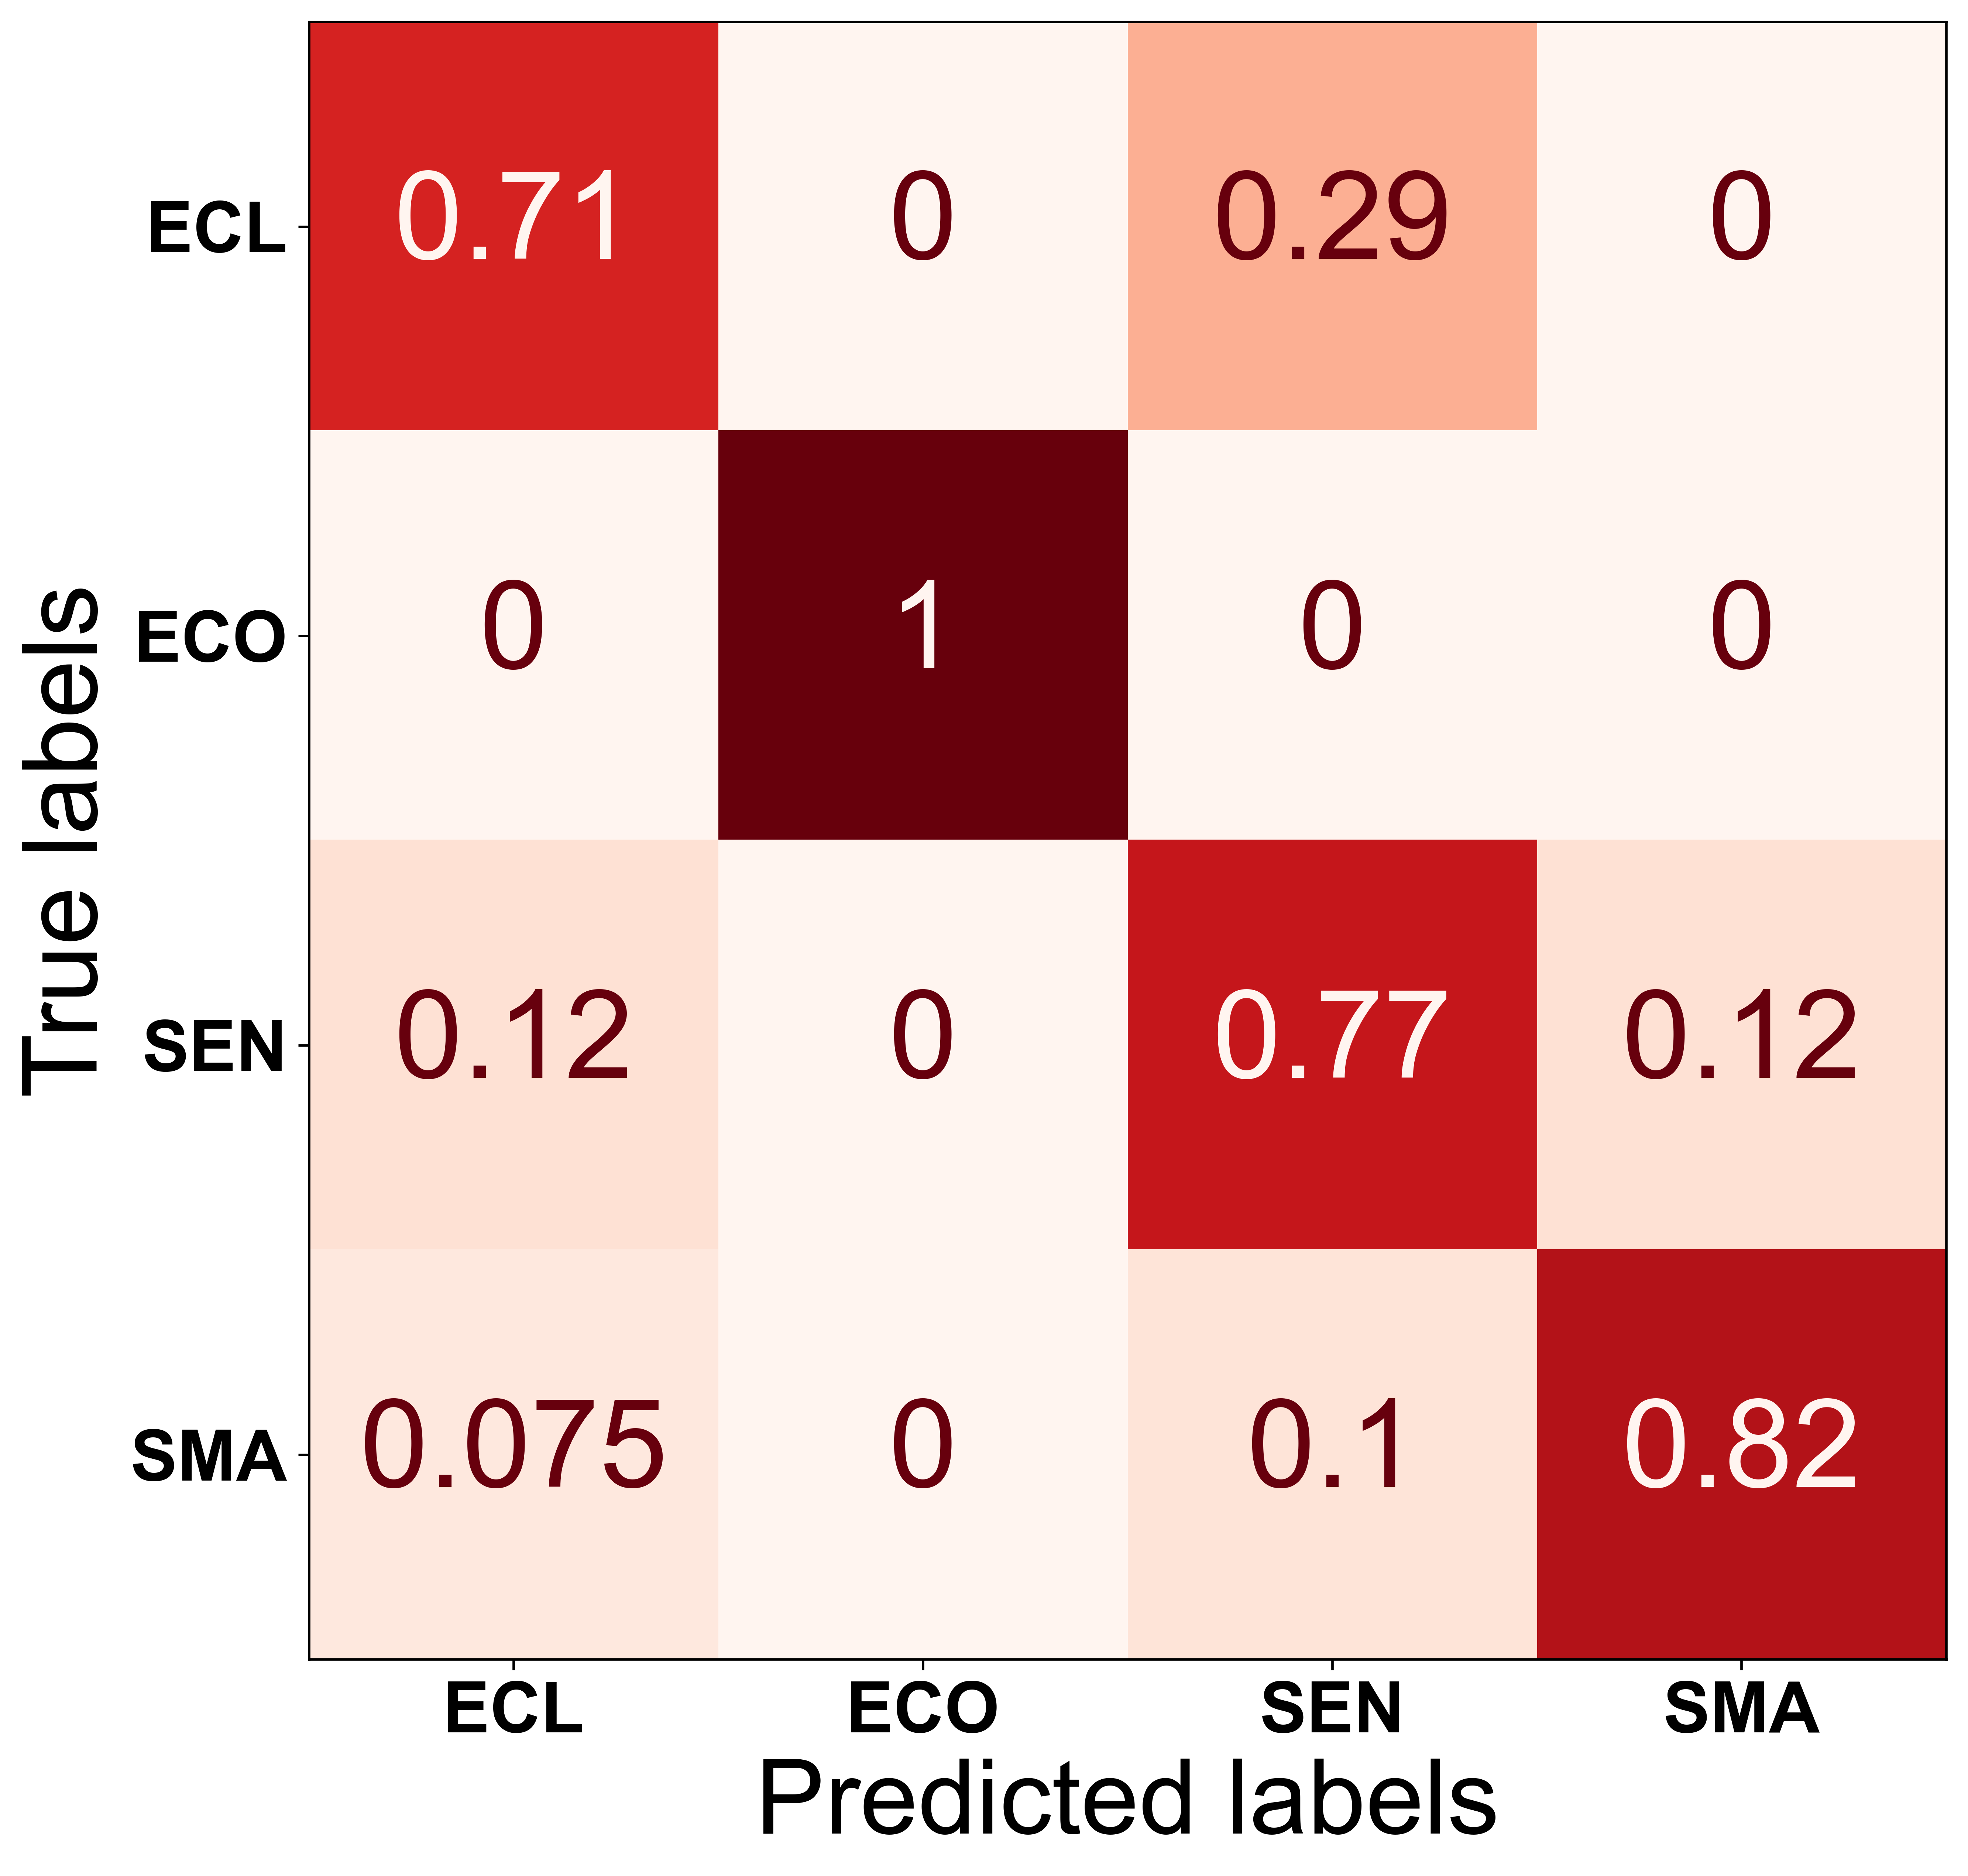 ECL 0.71 0 0.29 0
ECO 0 1 0 0
SEN 0.12 0 0.77 0.12
SMA 0.075 0 0.1 0.82
True labels
ECL ECO SEN SMA
Predicted labels